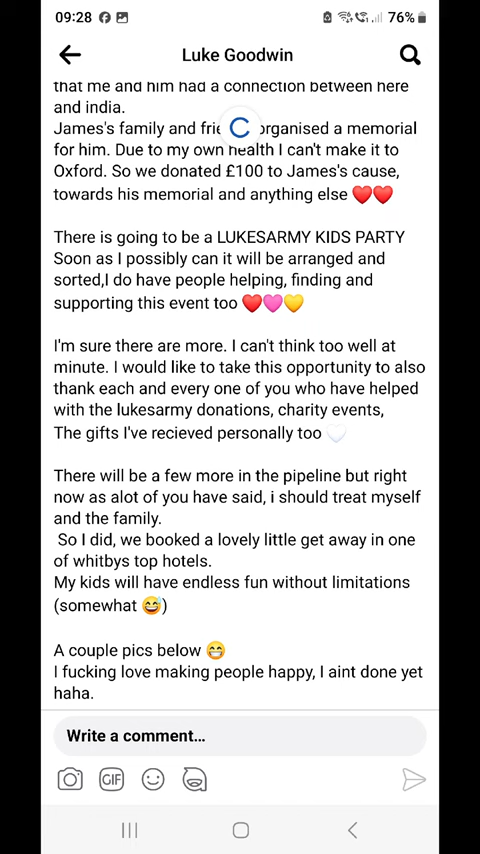 09:28
76%
Luke Goodwin
that me and him had a connection between here
and india.
James's family and frie organised a memorial
for him. Due to my own health I can't make it to
Oxford. So we donated £100 to James's cause,
towards his memorial and anything else ❤️❤️
There is going to be a LUKESARMY KIDS PARTY
Soon as I possibly can it will be arranged and
sorted,I do have people helping, finding and
supporting this event too ❤️🩷💛
I'm sure there are more. I can't think too well at
minute. I would like to take this opportunity to also
thank each and every one of you who have helped
with the lukesarmy donations, charity events,
The gifts I've recieved personally too 🤍
There will be a few more in the pipeline but right
now as alot of you have said, i should treat myself
and the family.
So I did, we booked a lovely little get away in one
of whitbys top hotels.
My kids will have endless fun without limitations
(somewhat 😅)
A couple pics below 😁
I fucking love making people happy, I aint done yet
haha.
Write a comment...
GIF